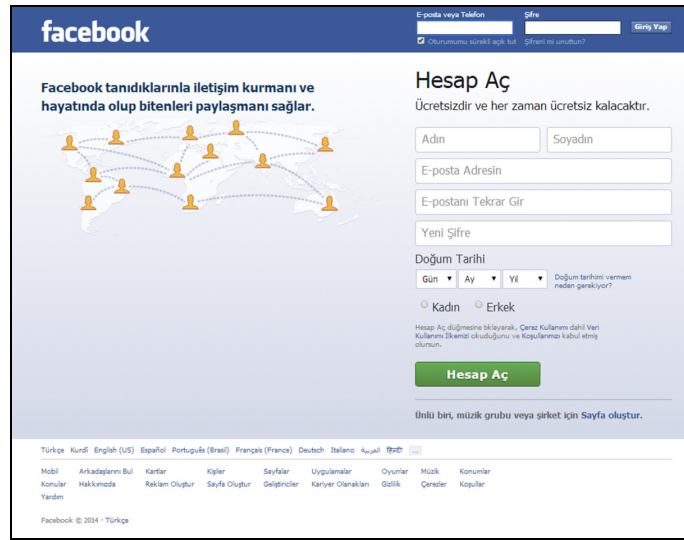 facebook
E-posta veya Telefon Şifre
Giriş Yap
Oturumumu sürekli açık tut Şifreni mi unuttun?
Facebook tanıdıklarınla iletişim kurmanı ve
hayatında olup bitenleri paylaşmanı sağlar.
Hesap Aç
Ücretsizdir ve her zaman ücretsiz kalacaktır.
Adın Soyadın
E-posta Adresin
E-postanı Tekrar Gir
Yeni Şifre
Doğum Tarihi
Gün Ay Yıl
Doğum tarihimi vermem
neden gerekiyor?
Kadın Erkek
Hesap Aç düğmesine tıklayarak, Çerez Kullanımı dahil Veri
Kullanımı İlkemizi okuduğunu ve Koşullarımızı kabul etmiş
olursun.
Hesap Aç
Ünlü biri, müzik grubu veya şirket için Sayfa oluştur.
Türkçe Kurdî English (US) Español Português (Brasil) Français (France) Deutsch Italiano العربية हिन्दी ...
Mobil Arkadaşlarını Bul Kartlar Kişiler Sayfalar Uygulamalar Oyunlar Müzik Konumlar
Konular Hakkımızda Reklam Oluştur Sayfa Oluştur Geliştiriciler Kariyer Olanakları Gizlilik Çerezler Koşullar
Yardım
Facebook © 2014 · Türkçe